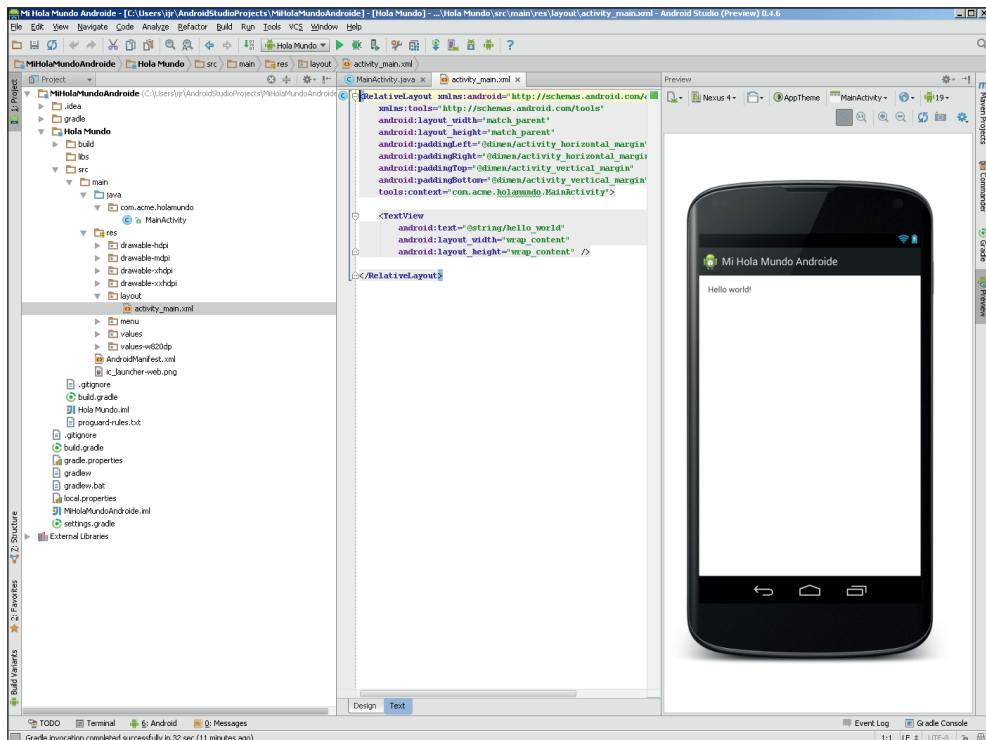 Mi Hola Mundo Androide - [C:\Users\ijr\AndroidStudioProjects\MiHolaMundoAndroide] - [Hola Mundo] - ...\Hola Mundo\src\main\res\layout\activity_main.xml - Android Studio (Preview) 0.4.6
File Edit View Navigate Code Analyze Refactor Build Run Tools VCS Window Help
Hola Mundo
MiHolaMundoAndroide Hola Mundo src main res layout activity_main.xml
1: Project
Project
MiHolaMundoAndroide (C:\Users\ijr\AndroidStudioProjects\MiHolaMundoAndroide
.idea
gradle
Hola Mundo
build
libs
src
main
java
com.acme.holamundo
MainActivity
res
drawable-hdpi
drawable-mdpi
drawable-xhdpi
drawable-xxhdpi
layout
activity_main.xml
menu
values
values-w820dp
AndroidManifest.xml
ic_launcher-web.png
.gitignore
build.gradle
Hola Mundo.iml
proguard-rules.txt
.gitignore
build.gradle
gradle.properties
gradlew
gradlew.bat
local.properties
MiHolaMundoAndroide.iml
settings.gradle
External Libraries
7: Structure
2: Favorites
Build Variants
MainActivity.java activity_main.xml
<RelativeLayout xmlns:android="http://schemas.android.com/
xmlns:tools="http://schemas.android.com/tools"
android:layout_width="match_parent"
android:layout_height="match_parent"
android:paddingLeft="@dimen/activity_horizontal_margin"
android:paddingRight="@dimen/activity_horizontal_margin
android:paddingTop="@dimen/activity_vertical_margin"
android:paddingBottom="@dimen/activity_vertical_margin"
tools:context="com.acme.holamundo.MainActivity">
<TextView
android:text="@string/hello_world"
android:layout_width="wrap_content"
android:layout_height="wrap_content" />
</RelativeLayout>
Design Text
Preview
Nexus 4 AppTheme MainActivity 19
Mi Hola Mundo Androide
Hello world!
Maven Projects
Commander
Gradle
Preview
TODO Terminal 6: Android 0: Messages Event Log Gradle Console
Gradle invocation completed successfully in 32 sec (11 minutes ago) 1:1 LF UTF-8